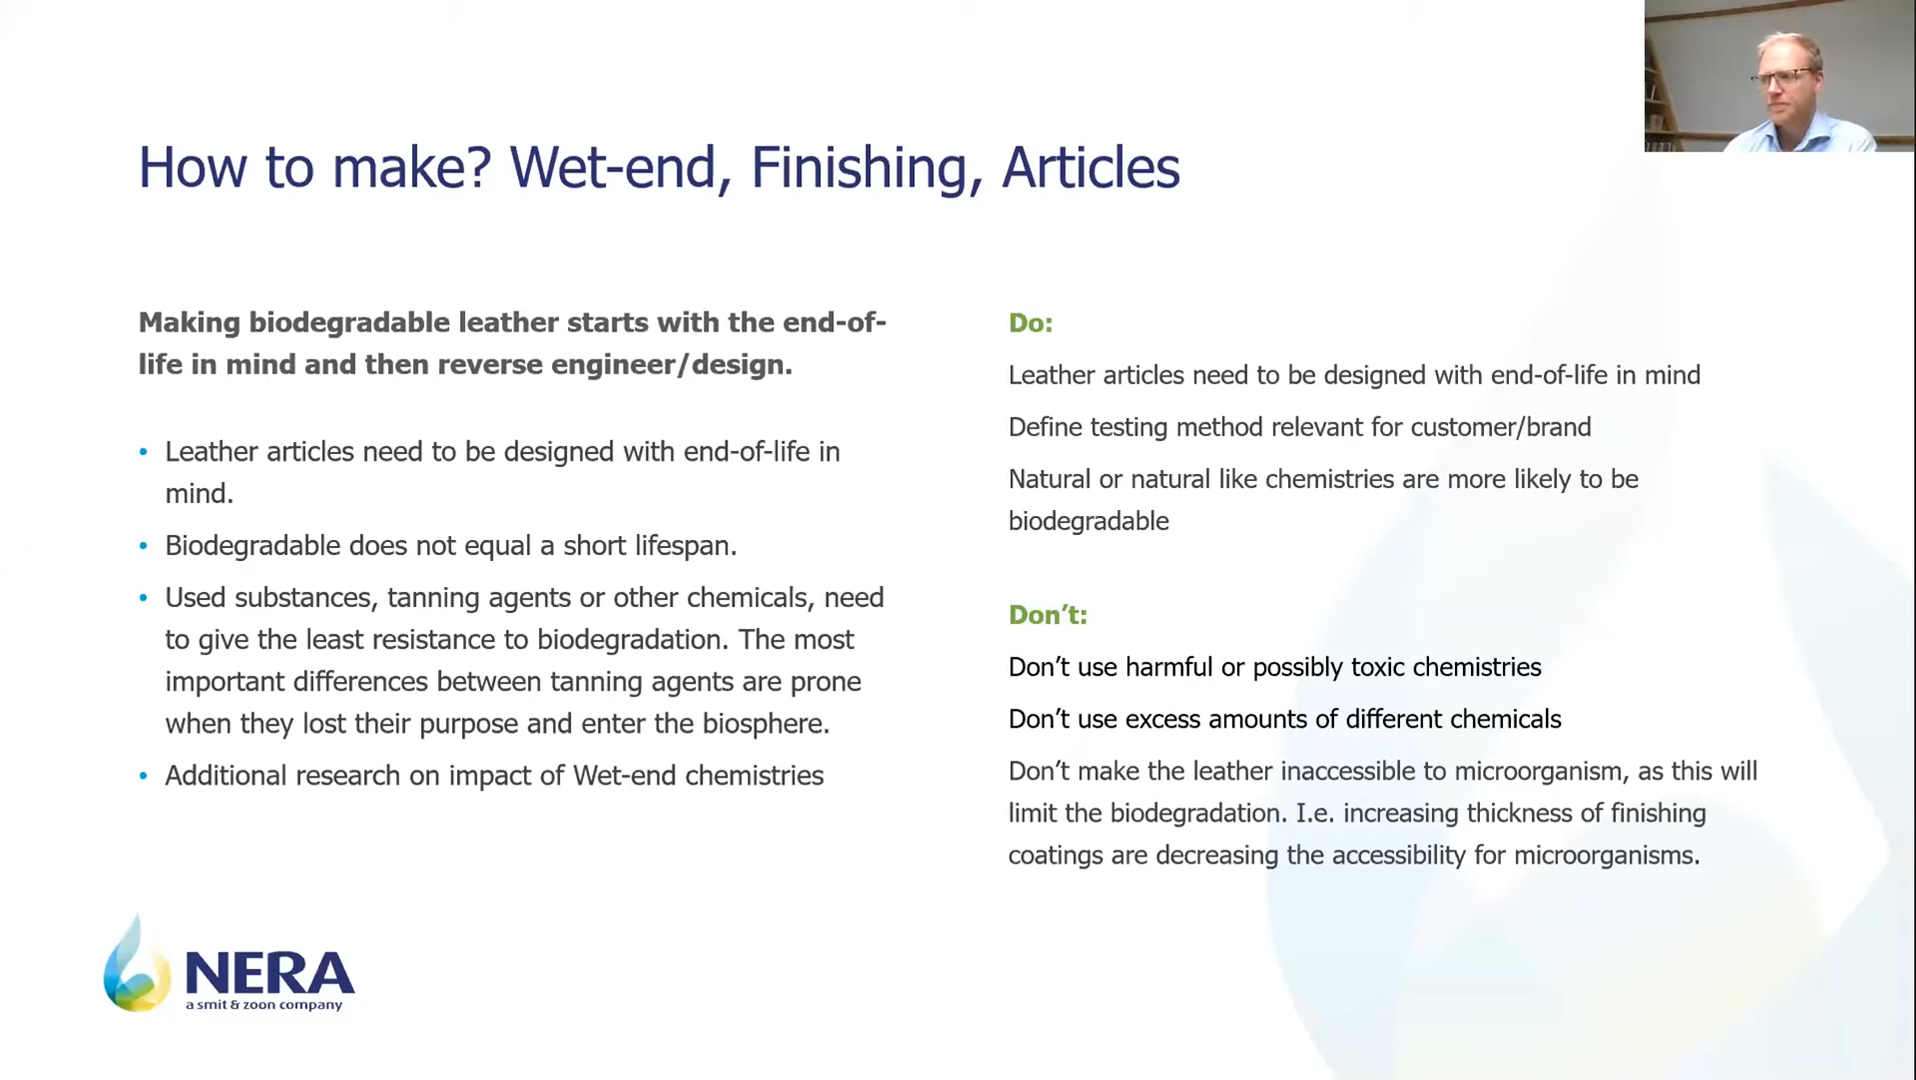 How to make? Wet-end, Finishing, Articles
Making biodegradable leather starts with the end-of-
life in mind and then reverse engineer/design.
• Leather articles need to be designed with end-of-life in
mind.
• Biodegradable does not equal a short lifespan.
• Used substances, tanning agents or other chemicals, need
to give the least resistance to biodegradation. The most
important differences between tanning agents are prone
when they lost their purpose and enter the biosphere.
• Additional research on impact of Wet-end chemistries
Do:
Leather articles need to be designed with end-of-life in mind
Define testing method relevant for customer/brand
Natural or natural like chemistries are more likely to be
biodegradable
Don’t:
Don’t use harmful or possibly toxic chemistries
Don’t use excess amounts of different chemicals
Don’t make the leather inaccessible to microorganism, as this will
limit the biodegradation. I.e. increasing thickness of finishing
coatings are decreasing the accessibility for microorganisms.
NERA
a smit & zoon company